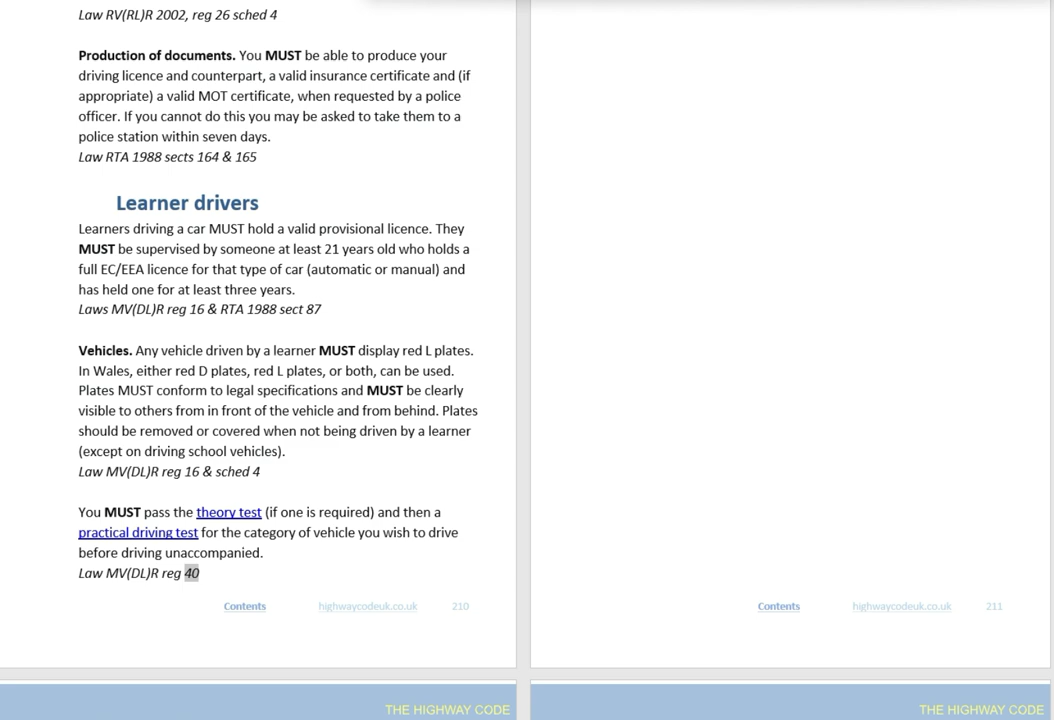 Law RV(RL)R 2002, reg 26 sched 4
Production of documents. You MUST be able to produce your
driving licence and counterpart, a valid insurance certificate and (if
appropriate) a valid MOT certificate, when requested by a police
officer. If you cannot do this you may be asked to take them to a
police station within seven days.
Law RTA 1988 sects 164 & 165
Learner drivers
Learners driving a car MUST hold a valid provisional licence. They
MUST be supervised by someone at least 21 years old who holds a
full EC/EEA licence for that type of car (automatic or manual) and
has held one for at least three years.
Laws MV(DL)R reg 16 & RTA 1988 sect 87
Vehicles. Any vehicle driven by a learner MUST display red L plates.
In Wales, either red D plates, red L plates, or both, can be used.
Plates MUST conform to legal specifications and MUST be clearly
visible to others from in front of the vehicle and from behind. Plates
should be removed or covered when not being driven by a learner
(except on driving school vehicles).
Law MV(DL)R reg 16 & sched 4
You MUST pass the theory test (if one is required) and then a
practical driving test for the category of vehicle you wish to drive
before driving unaccompanied.
Law MV(DL)R reg 40
Contents highwaycodeuk.co.uk 210
Contents highwaycodeuk.co.uk 211
THE HIGHWAY CODE
THE HIGHWAY CODE